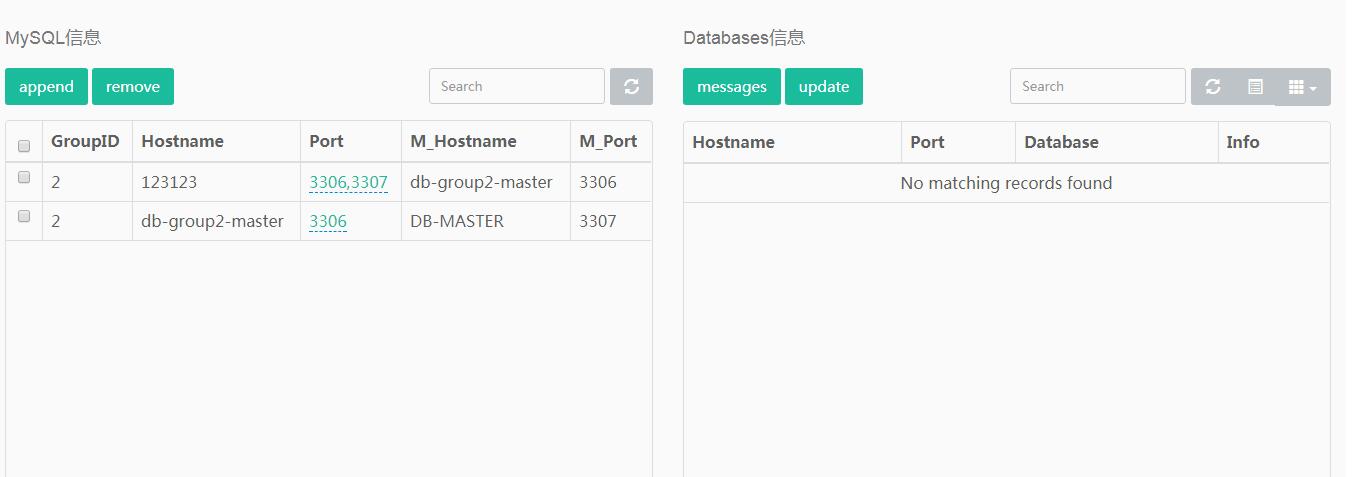 MySQL信息
append remove Search
GroupID Hostname Port M_Hostname M_Port
2 123123 3306,3307 db-group2-master 3306
2 db-group2-master 3306 DB-MASTER 3307
Databases信息
messages update Search
Hostname Port Database Info
No matching records found